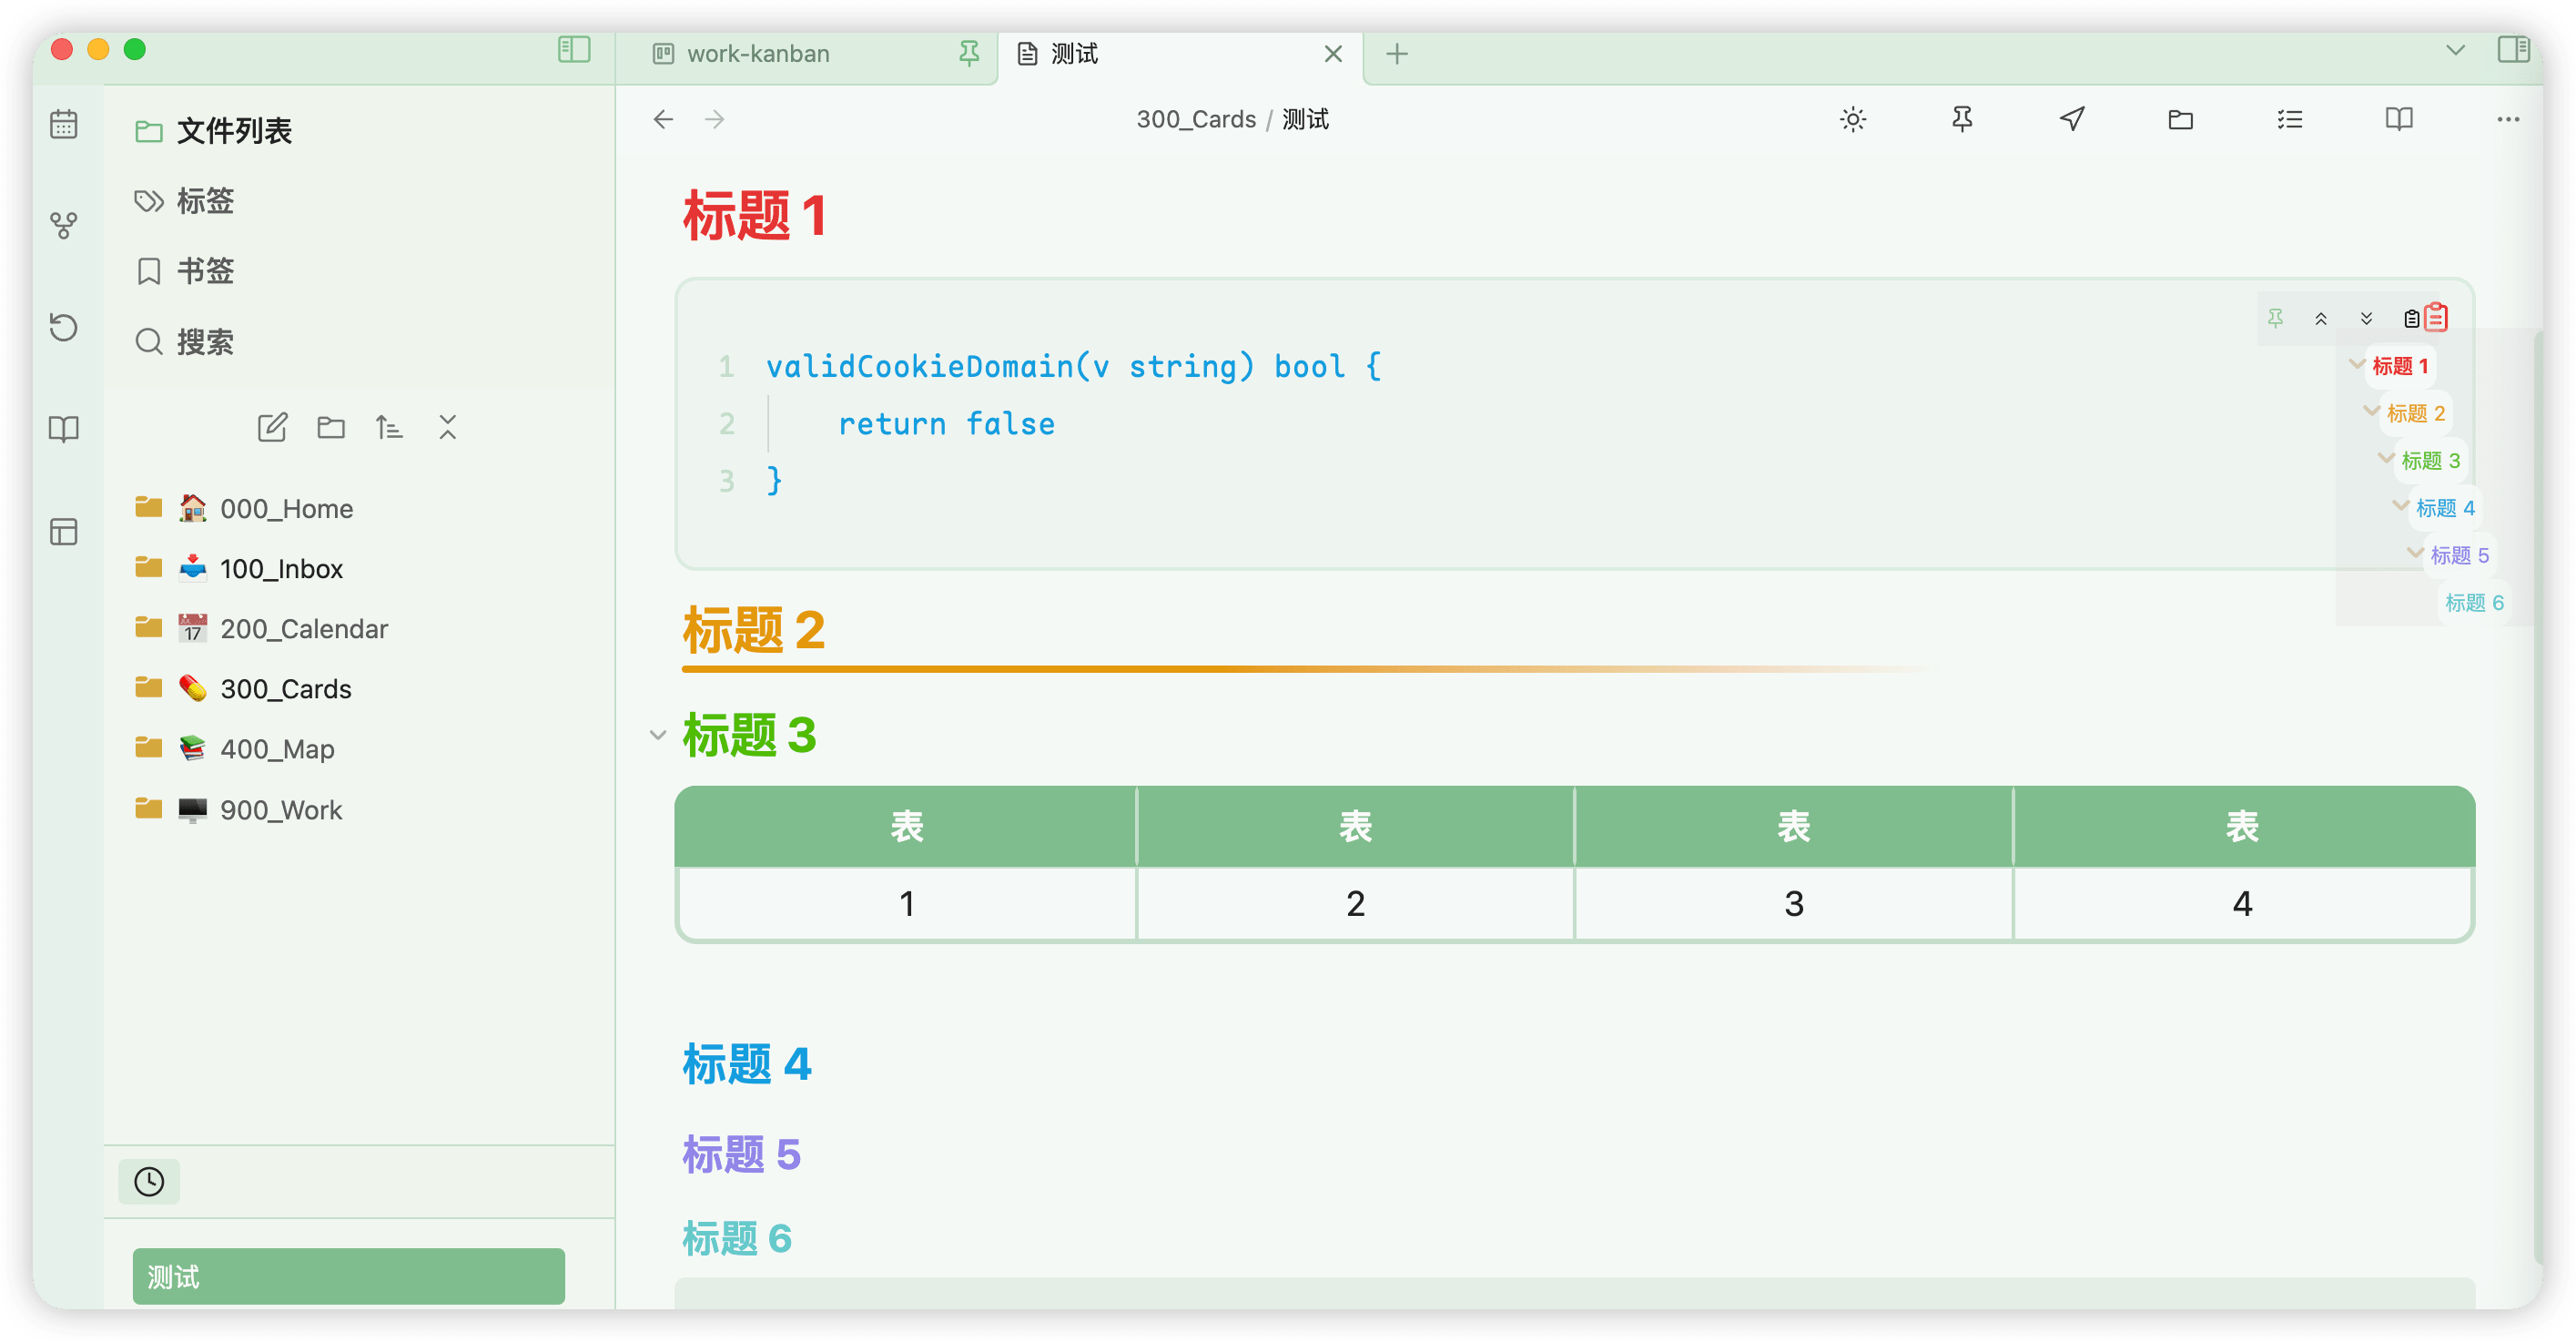 work-kanban
测试
300_Cards / 测试
文件列表
标签
书签
搜索
000_Home
100_Inbox
17
200_Calendar
300_Cards
400_Map
900_Work
测试
标题 1
1 validCookieDomain(v string) bool {
2 return false
3 }
标题 2
标题 3
表 表 表 表
1 2 3 4
标题 4
标题 5
标题 6
标题 1
标题 2
标题 3
标题 4
标题 5
标题 6